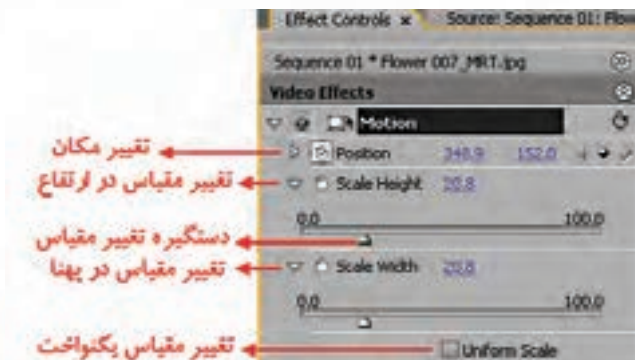 Effect Controls × Source: Sequence 01: Flow
Sequence 01 * Flower 007_MRT.jpg
Video Effects
Motion
تغییر مکان Position 348.9 152.0
تغییر مقیاس در ارتفاع Scale Height 20.8
0.0 100.0
دستگیره تغییر مقیاس
تغییر مقیاس در پهنا Scale Width 20.8
0.0 100.0
تغییر مقیاس یکنواخت Uniform Scale